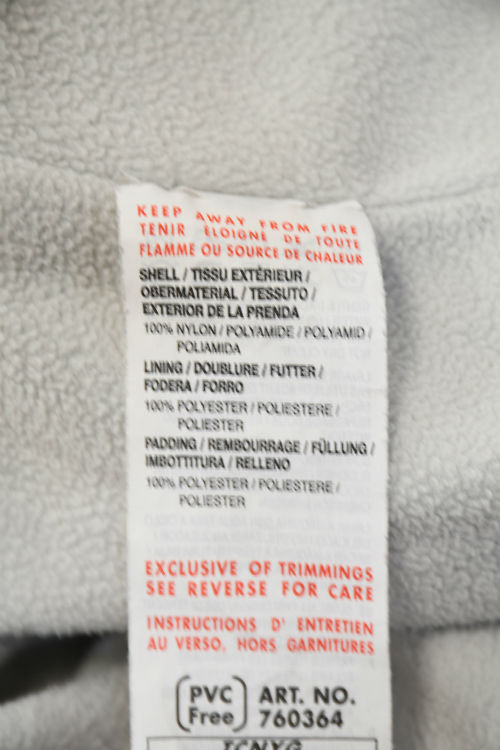 KEEP AWAY FROM FIRE
TENIR ÉLOIGNÉ DE TOUTE
FLAMME OU SOURCE DE CHALEUR
SHELL / TISSU EXTÉRIEUR /
OBERMATERIAL / TESSUTO /
EXTERIOR DE LA PRENDA
100% NYLON / POLYAMIDE / POLYAMID /
POLIAMIDA
LINING / DOUBLURE / FUTTER /
FODERA / FORRO
100% POLYESTER / POLIESTERE /
POLIESTER
PADDING / REMBOURRAGE / FÜLLUNG /
IMBOTTITURA / RELLENO
100% POLYESTER / POLIESTERE /
POLIESTER
EXCLUSIVE OF TRIMMINGS
SEE REVERSE FOR CARE
INSTRUCTIONS D' ENTRETIEN
AU VERSO, HORS GARNITURES
PVC ART. NO.
Free 760364
TCNYG